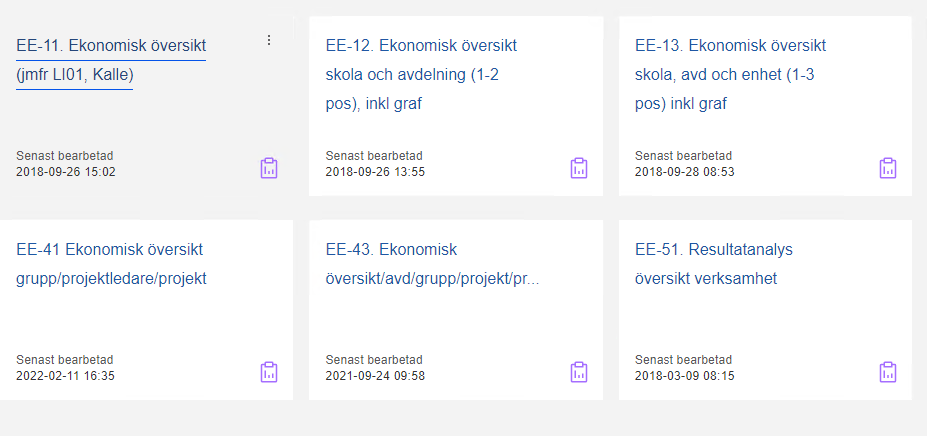 EE-11. Ekonomisk översikt
(jmfr LI01, Kalle)
Senast bearbetad
2018-09-26 15:02
EE-12. Ekonomisk översikt
skola och avdelning (1-2
pos), inkl graf
Senast bearbetad
2018-09-26 13:55
EE-13. Ekonomisk översikt
skola, avd och enhet (1-3
pos) inkl graf
Senast bearbetad
2018-09-28 08:53
EE-41 Ekonomisk översikt
grupp/projektledare/projekt
Senast bearbetad
2022-02-11 16:35
EE-43. Ekonomisk
översikt/avd/grupp/projekt/pr...
Senast bearbetad
2021-09-24 09:58
EE-51. Resultatanalys
översikt verksamhet
Senast bearbetad
2018-03-09 08:15